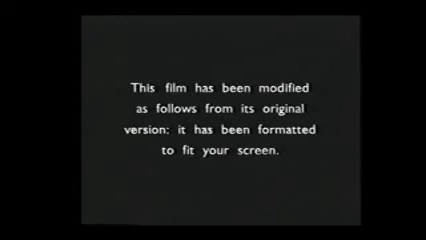 This film has been modified
as follows from its original
version: it has been formatted
to fit your screen.